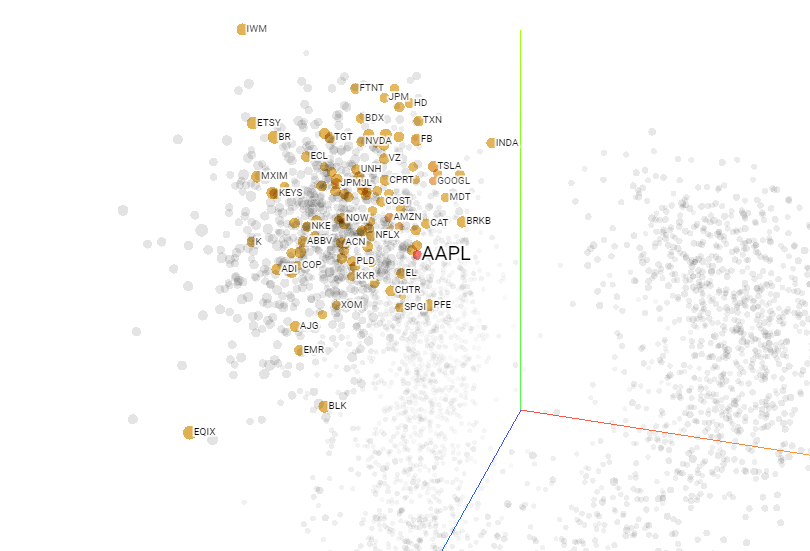 IWM
FTNT
JPM
HD
BDX
TXN
ETSY
BR
TGT
NVDA
FB
INDA
ECL
VZ
UNH
TSLA
MXIM
JPMJL
CPRT
GOOGL
KEYS
COST
MDT
NOW
AMZN
NKE
CAT
BRKB
NFLX
K
ABBV
ACN
AAPL
PLD
COP
ADI
KKR
EL
CHTR
XOM
SPGI
PFE
AJG
EMR
BLK
EQIX